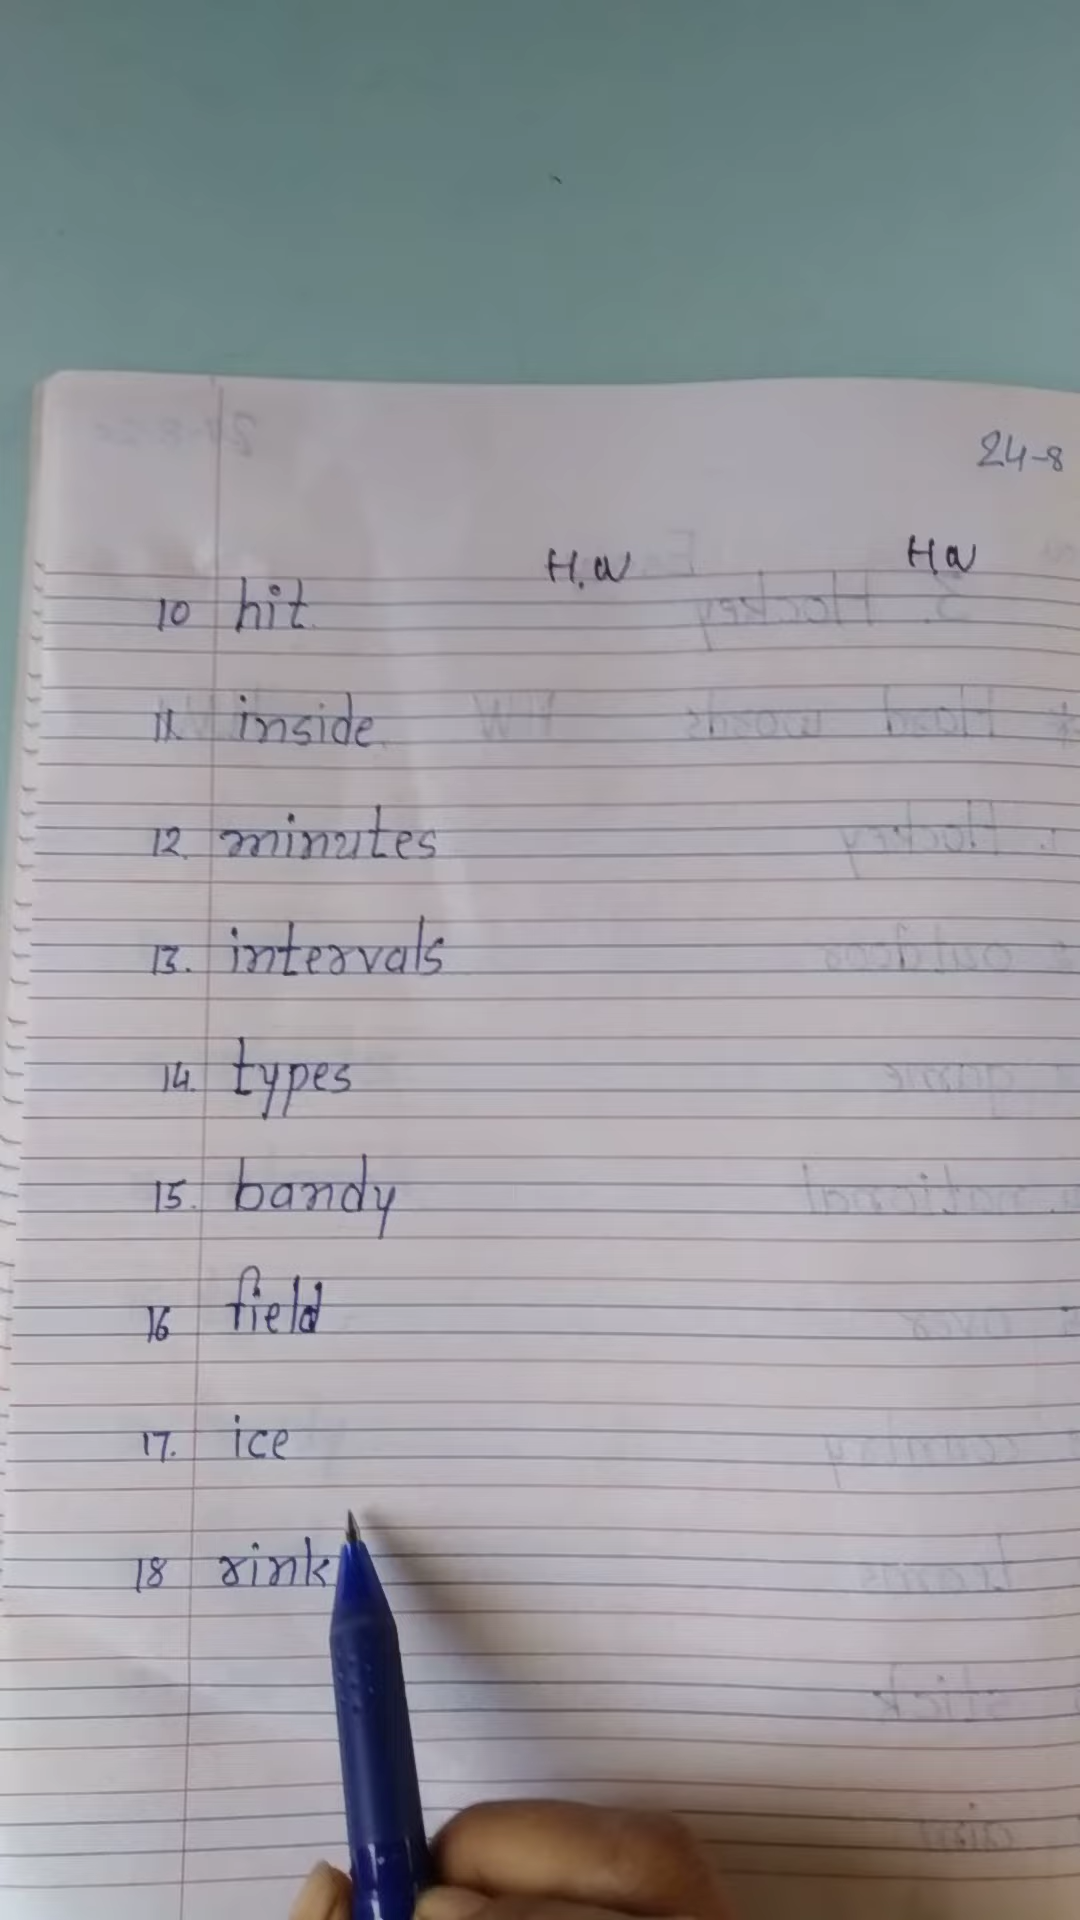 24-8
H.W H.W
10 hit.
11. inside.
12. minutes
13. intervals
14. types
15. bandy
16 field
17. ice
18 rink